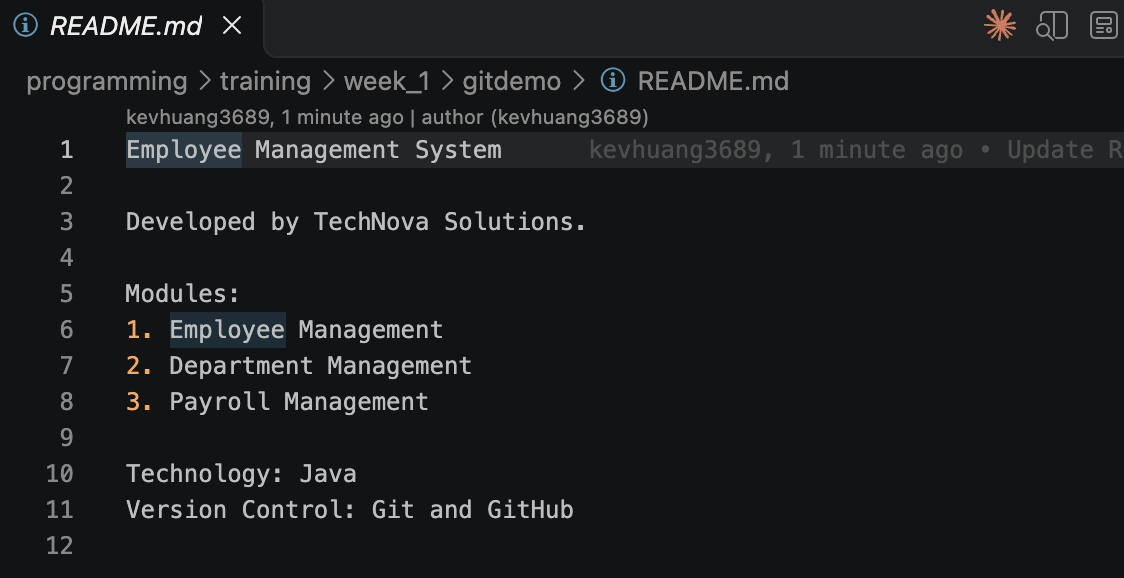 README.md
programming > training > week_1 > gitdemo > README.md
kevhuang3689, 1 minute ago | author (kevhuang3689)
1 Employee Management System kevhuang3689, 1 minute ago • Update R
2
3 Developed by TechNova Solutions.
4
5 Modules:
6 1. Employee Management
7 2. Department Management
8 3. Payroll Management
9
10 Technology: Java
11 Version Control: Git and GitHub
12